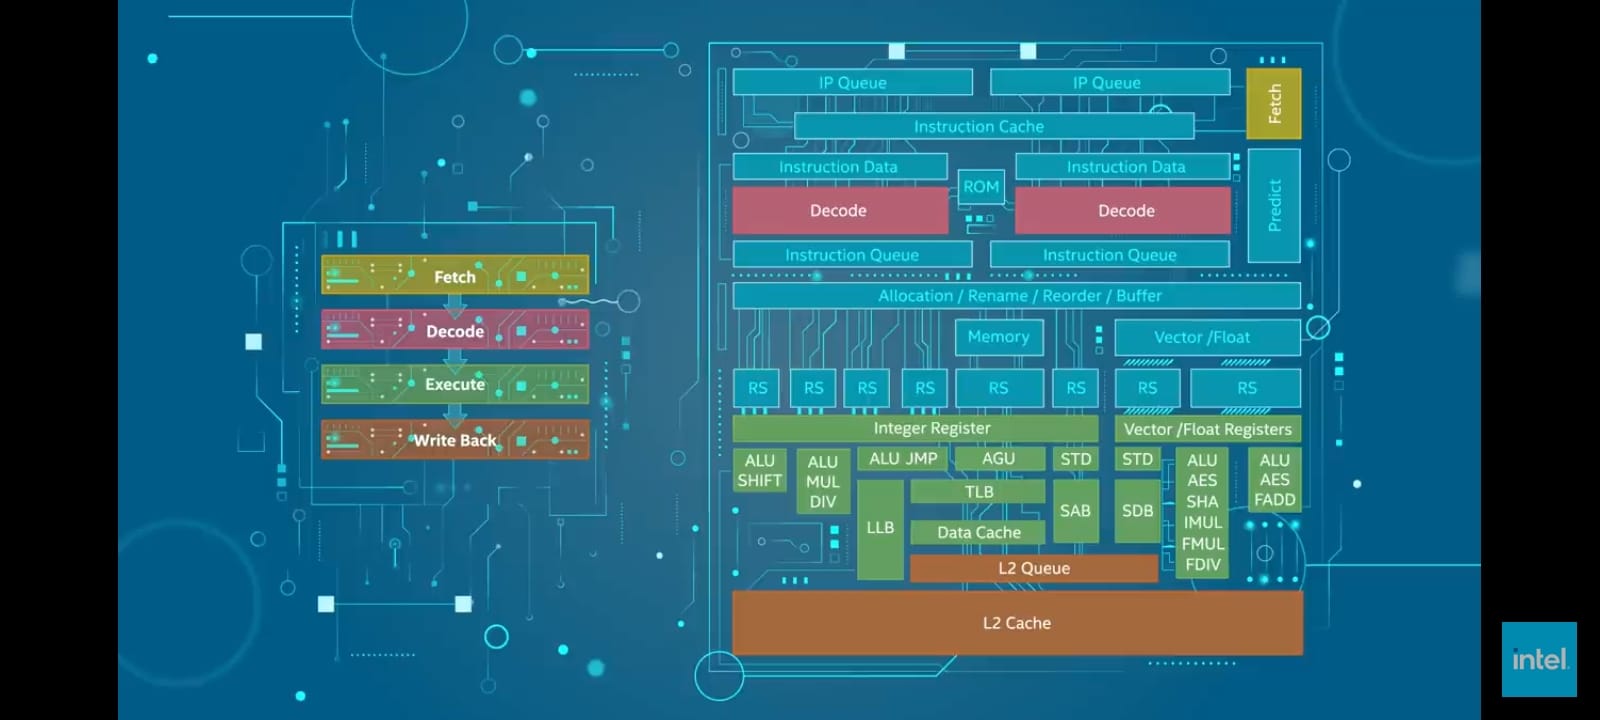 Fetch
Decode
Execute
Write Back
IP Queue
IP Queue
Fetch
Instruction Cache
Instruction Data
Instruction Data
ROM
Decode
Decode
Predict
Instruction Queue
Instruction Queue
Allocation / Rename / Reorder / Buffer
Memory
Vector /Float
RS
RS
RS
RS
RS
RS
RS
RS
Integer Register
Vector /Float Registers
ALU
SHIFT
ALU
MUL
DIV
ALU JMP
AGU
STD
STD
ALU
AES
SHA
IMUL
FMUL
FDIV
ALU
AES
FADD
TLB
LLB
SAB
SDB
Data Cache
L2 Queue
L2 Cache
intel.